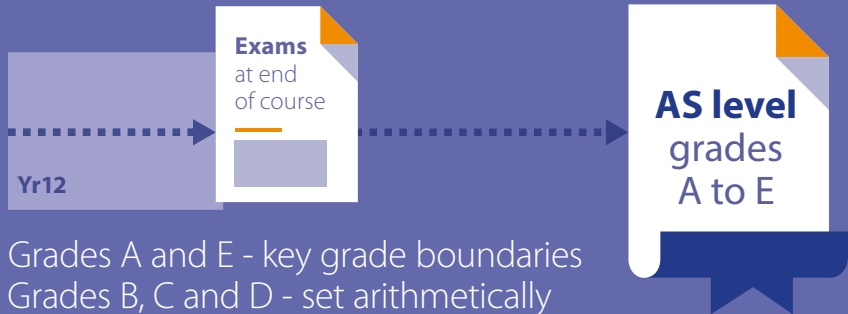 Exams
at end
of course
Yr12
AS level
grades
A to E
Grades A and E - key grade boundaries
Grades B, C and D - set arithmetically